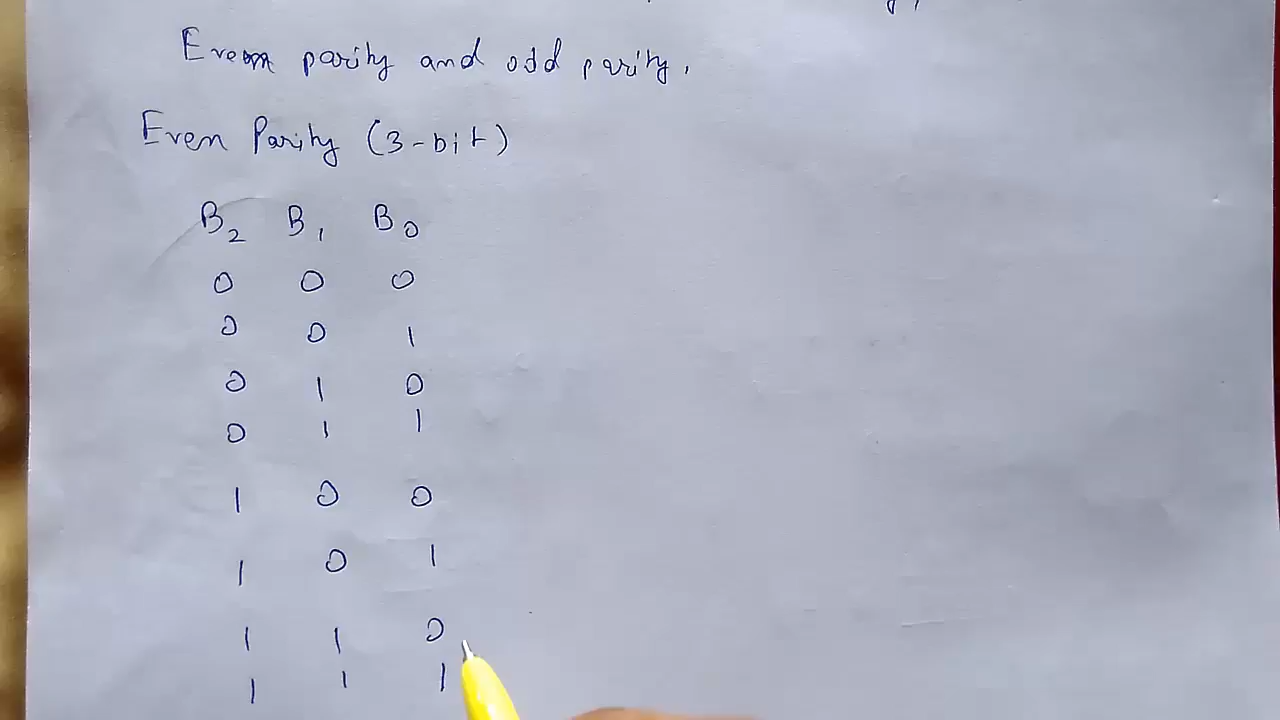 Even parity and odd parity.
Even Parity (3-bit)
B2 B1 B0
0 0 0
0 0 1
0 1 0
0 1 1
1 0 0
1 0 1
1 1 0
1 1 1